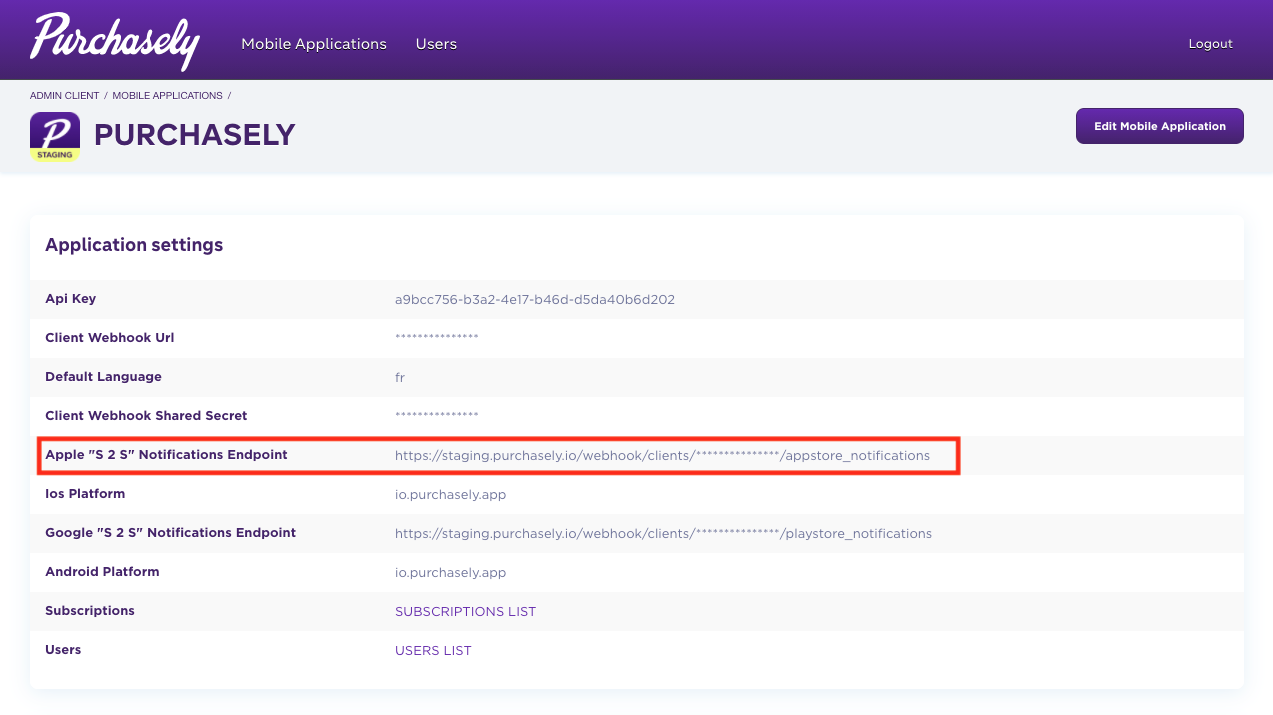 Purchasely Mobile Applications Users Logout
ADMIN CLIENT / MOBILE APPLICATIONS /
P STAGING PURCHASELY Edit Mobile Application
Application settings
Api Key a9bcc756-b3a2-4e17-b46d-d5da40b6d202
Client Webhook Url ***************
Default Language fr
Client Webhook Shared Secret ***************
Apple "S 2 S" Notifications Endpoint https://staging.purchasely.io/webhook/clients/***************/appstore_notifications
Ios Platform io.purchasely.app
Google "S 2 S" Notifications Endpoint https://staging.purchasely.io/webhook/clients/***************/playstore_notifications
Android Platform io.purchasely.app
Subscriptions SUBSCRIPTIONS LIST
Users USERS LIST